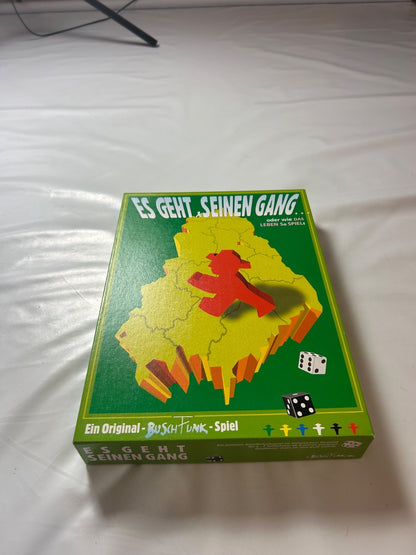 ES GEHT SEINEN GANG...
oder wie DAS
LEBEN So SPIELt
Ein Original - BUSCHFUNK - Spiel
ES GEHT
SEINEN GANG